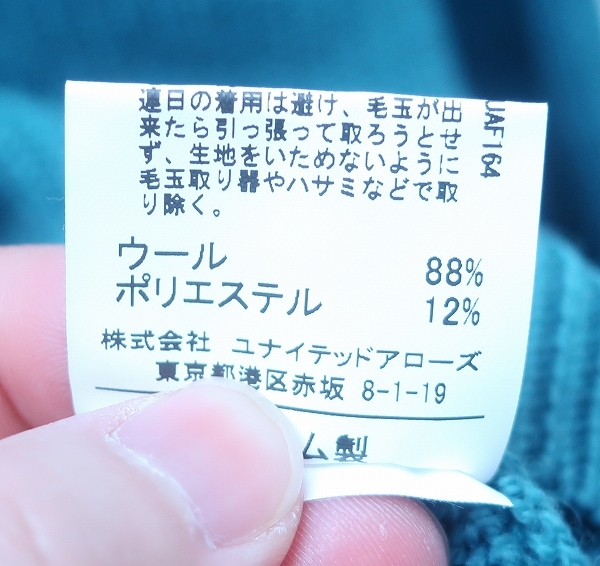 連日の着用は避け、毛玉が出
来たら引っ張って取ろうとせ
ず、生地をいためないように
毛玉取り器やハサミなどで取
り除く。
JAF164
ウール 88%
ポリエステル 12%
株式会社 ユナイテッドアローズ
東京都港区赤坂 8-1-19
ム製